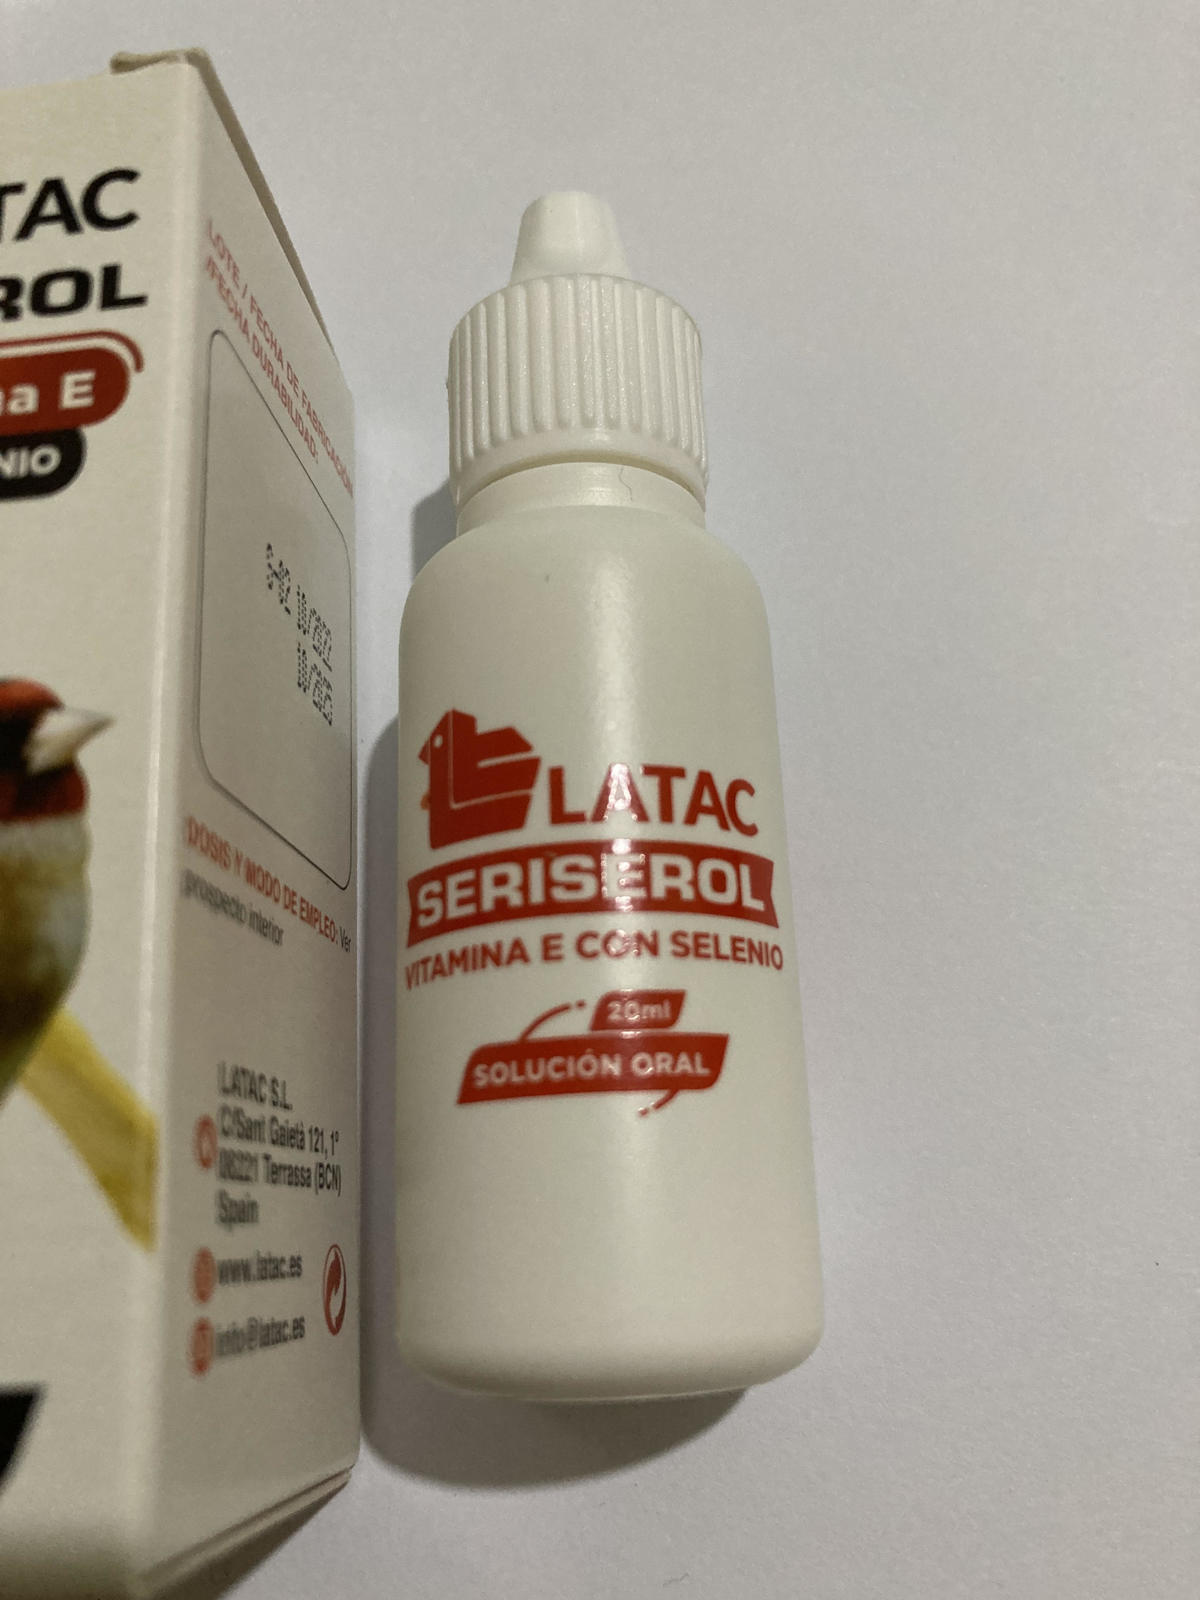 TAC
ROL
a E
NIO
LOTE / FECHA DE FABRICACIÓN
/FECHA DURABILIDAD:
DOSIS Y MODO DE EMPLEO: Ver
prospecto interior
LATAC S.L.
C/Sant Gaietà 121, 1º
08221 Terrassa (BCN)
Spain
www.latac.es
info@latac.es
LATAC
SERISEROL
VITAMINA E CON SELENIO
20ml
SOLUCIÓN ORAL